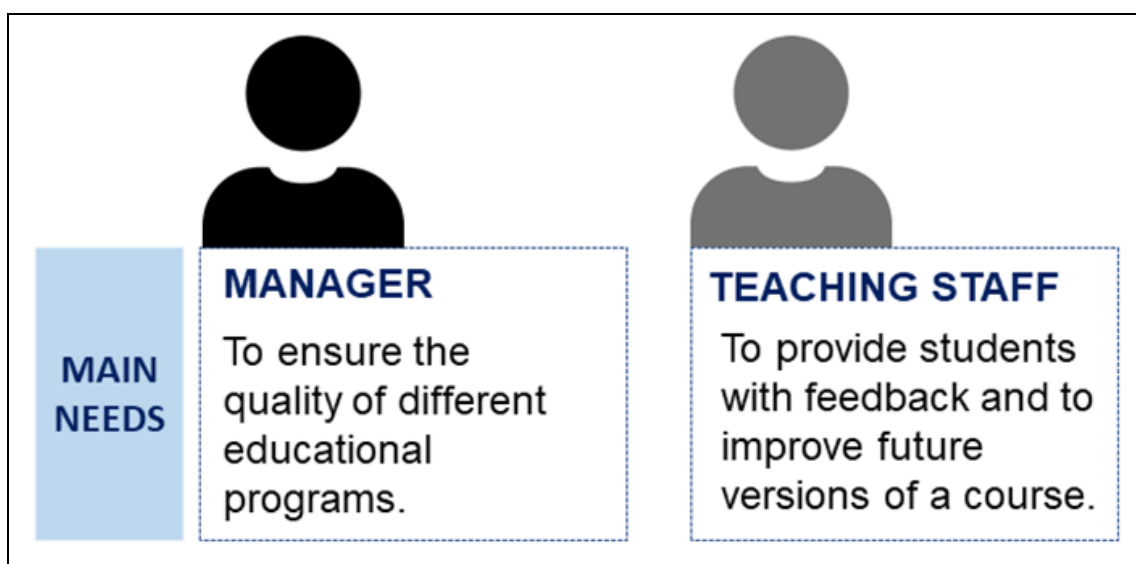 MAIN
NEEDS
MANAGER
To ensure the
quality of different
educational
programs.
TEACHING STAFF
To provide students
with feedback and to
improve future
versions of a course.